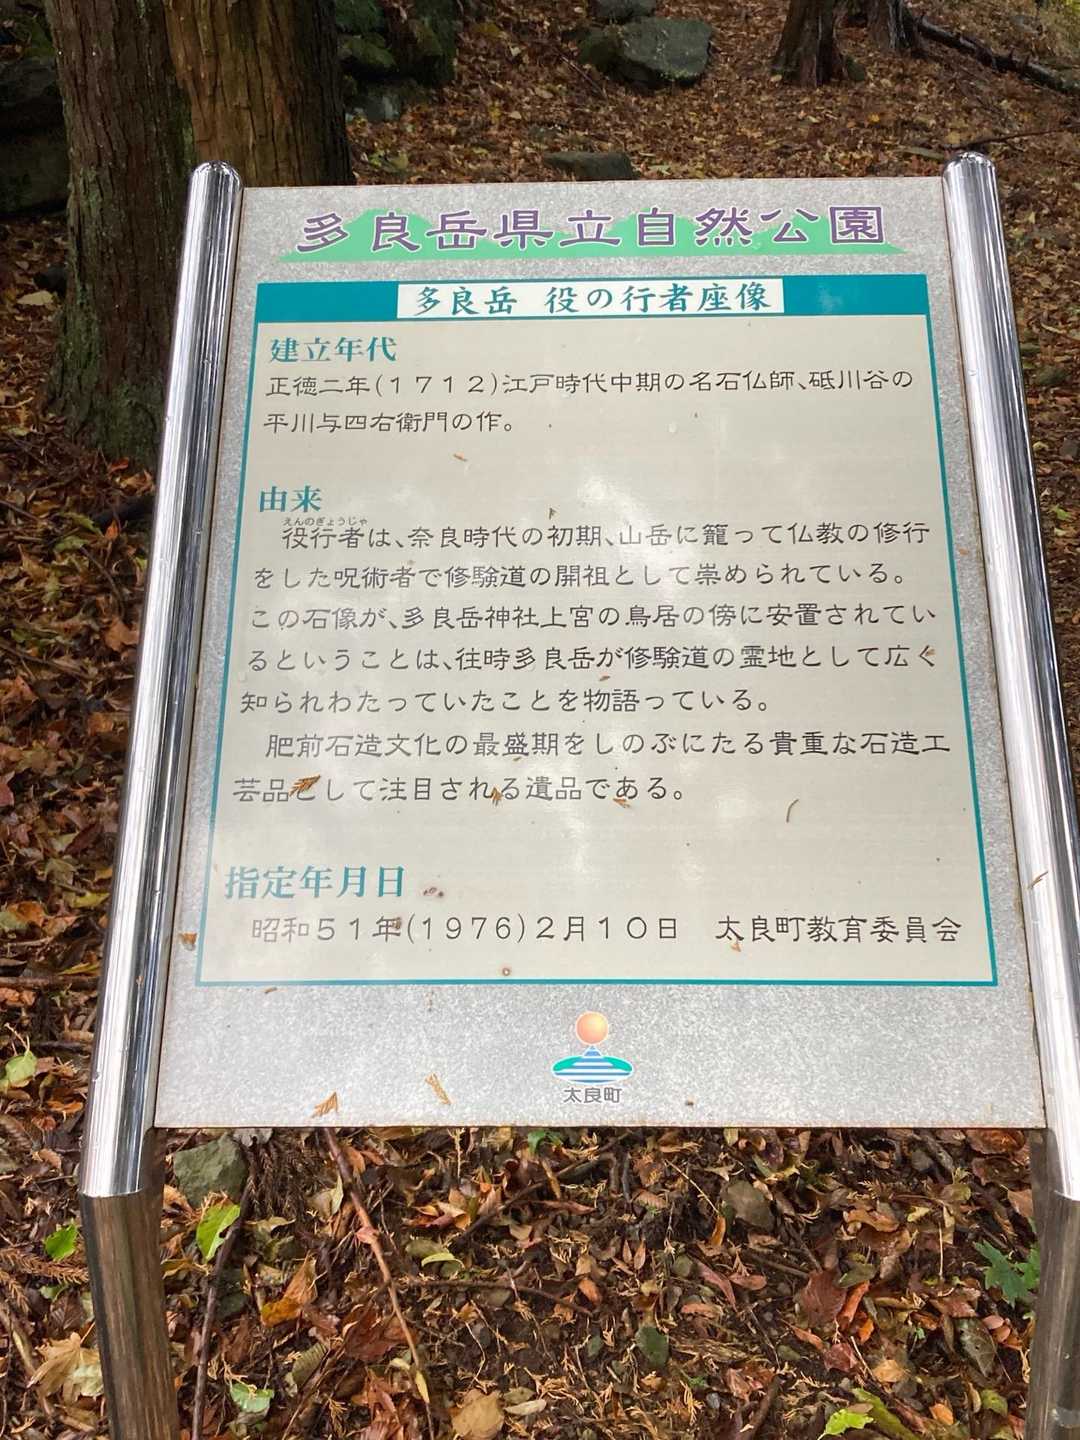 多良岳県立自然公園
多良岳 役の行者座像
建立年代
正徳二年(1712)江戸時代中期の名石仏師、砥川谷の
平川与四右衛門の作。
由来
えんのぎょうじゃ
役行者は、奈良時代の初期、山岳に籠って仏教の修行
をした呪術者で修験道の開祖として崇められている。
この石像が、多良岳神社上宮の鳥居の傍に安置されてい
るということは、往時多良岳が修験道の霊地として広く
知られわたっていたことを物語っている。
肥前石造文化の最盛期をしのぶにたる貴重な石造工
芸品として注目される遺品である。
指定年月日
昭和51年(1976)2月10日 太良町教育委員会
太良町